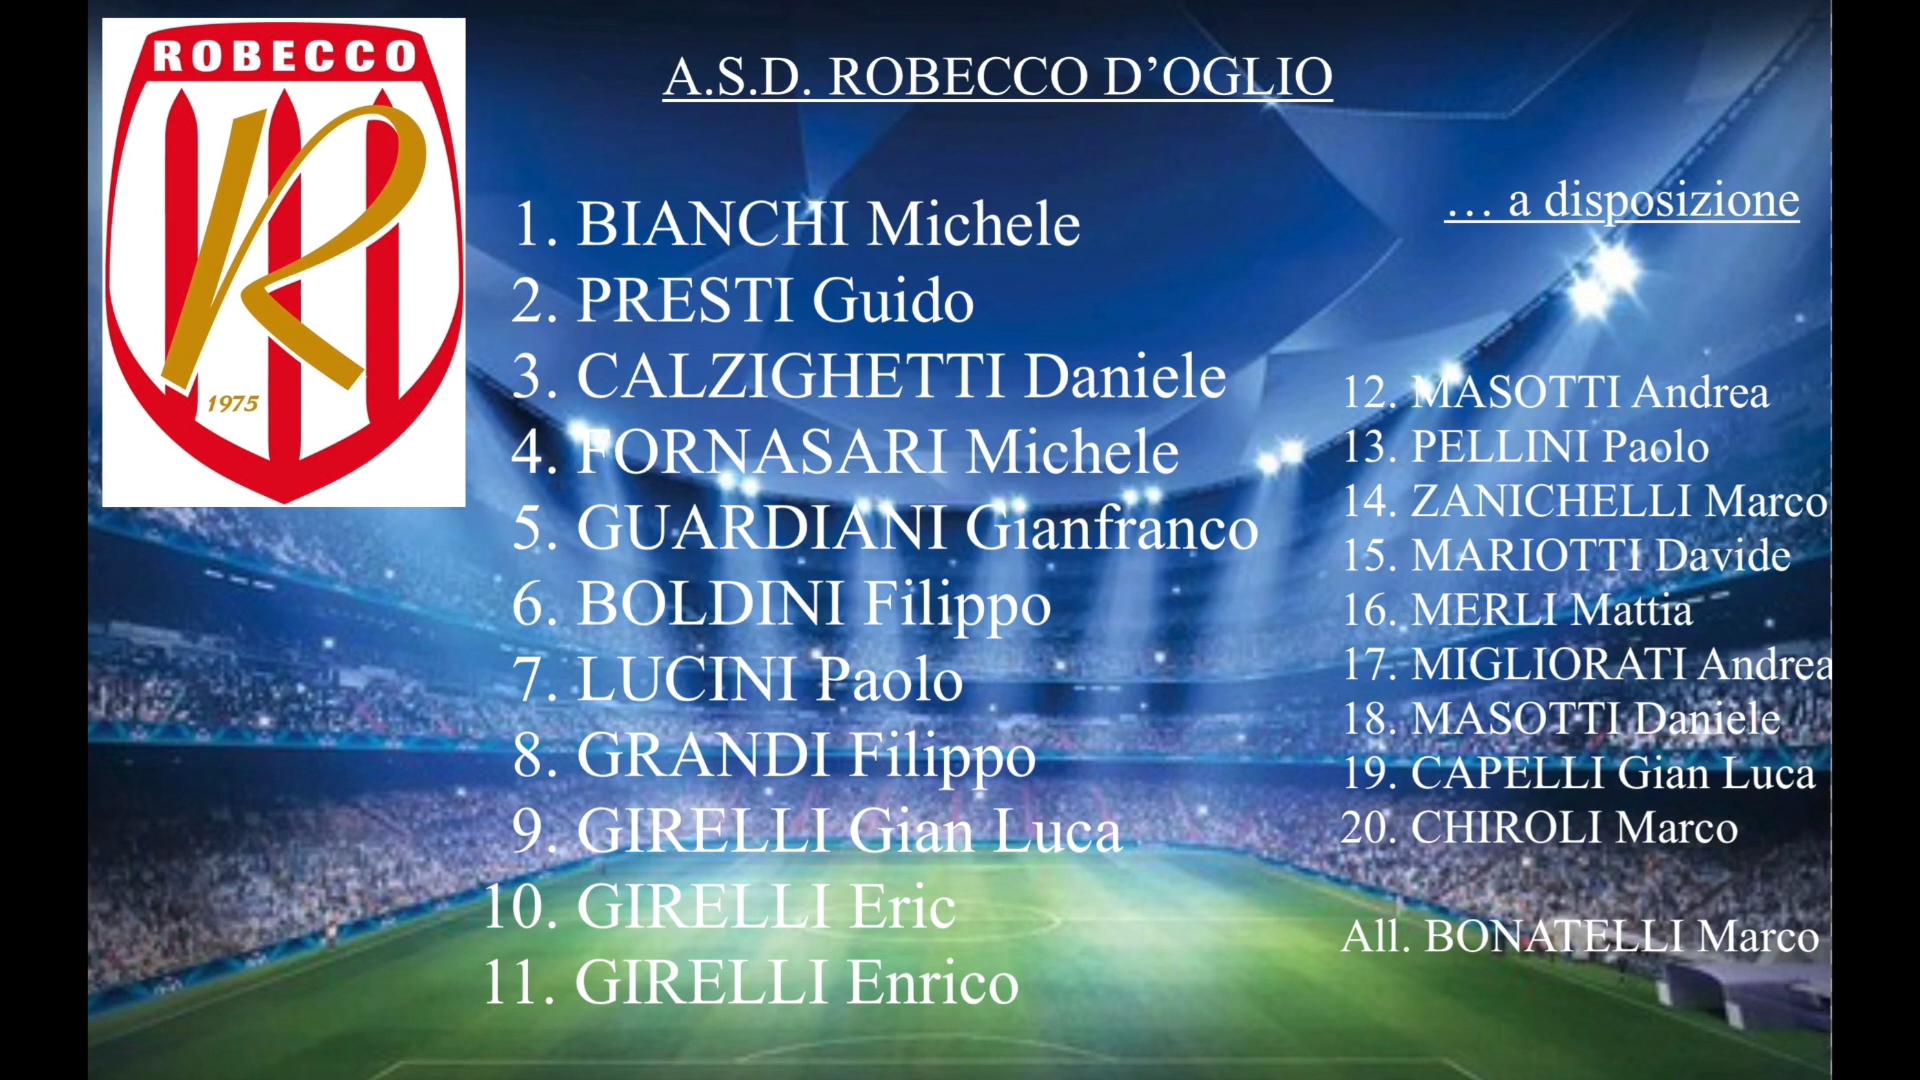 ROBECCO
1975
A.S.D. ROBECCO D’OGLIO
1. BIANCHI Michele
2. PRESTI Guido
3. CALZIGHETTI Daniele
4. FORNASARI Michele
5. GUARDIANI Gianfranco
6. BOLDINI Filippo
7. LUCINI Paolo
8. GRANDI Filippo
9. GIRELLI Gian Luca
10. GIRELLI Eric
11. GIRELLI Enrico
… a disposizione
12. MASOTTI Andrea
13. PELLINI Paolo
14. ZANICHELLI Marco
15. MARIOTTI Davide
16. MERLI Mattia
17. MIGLIORATI Andrea
18. MASOTTI Daniele
19. CAPELLI Gian Luca
20. CHIROLI Marco
All. BONATELLI Marco